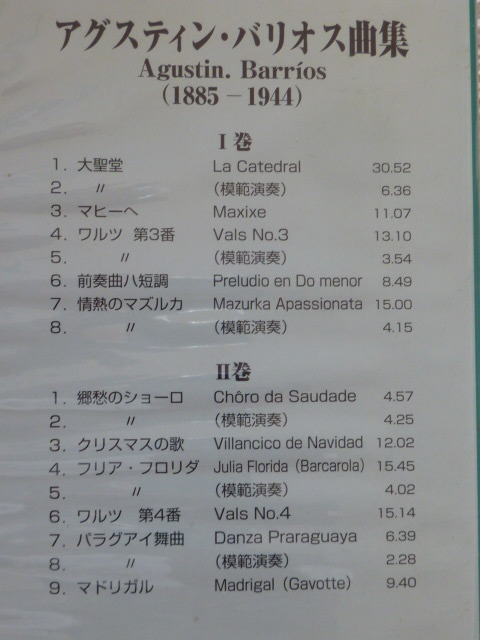 アグスティン・バリオス曲集
Agustin. Barríos
(1885 － 1944)
Ⅰ巻
1. 大聖堂 La Catedral 30.52
2. 〃 (模範演奏) 6.36
3. マヒーへ Maxixe 11.07
4. ワルツ 第3番 Vals No.3 13.10
5. 〃 (模範演奏) 3.54
6. 前奏曲ハ短調 Preludio en Do menor 8.49
7. 情熱のマズルカ Mazurka Apassionata 15.00
8. 〃 (模範演奏) 4.15
Ⅱ巻
1. 郷愁のショーロ Chôro da Saudade 4.57
2. 〃 (模範演奏) 4.25
3. クリスマスの歌 Villancico de Navidad 12.02
4. フリア・フロリダ Julia Florida (Barcarola) 15.45
5. 〃 (模範演奏) 4.02
6. ワルツ 第4番 Vals No.4 15.14
7. パラグアイ舞曲 Danza Praraguaya 6.39
8. 〃 (模範演奏) 2.28
9. マドリガル Madrigal (Gavotte) 9.40